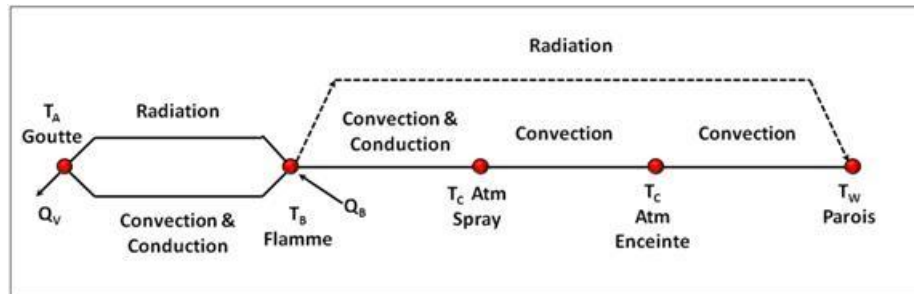 Radiation
T_A
Goutte
Radiation
Convection &
Conduction
Convection
Convection
Q_V
Convection &
Conduction
T_B
Flamme
Q_B
T_C Atm
Spray
T_C
Atm
Enceinte
T_W
Parois